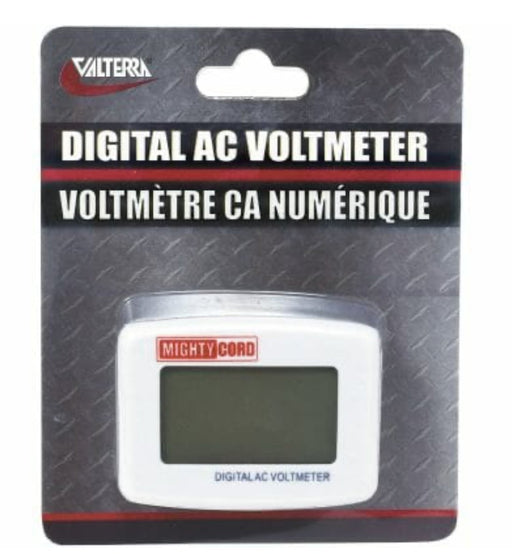 VALTERRA
DIGITAL AC VOLTMETER
VOLTMÈTRE CA NUMÉRIQUE
MIGHTY CORD
DIGITAL AC VOLTMETER